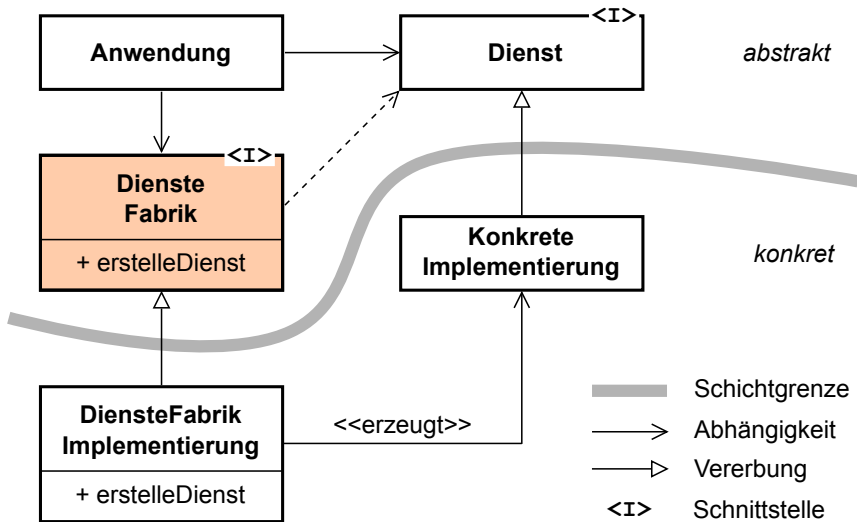 <I>
Anwendung
Dienst
abstrakt
<I>
Dienste
Fabrik
+ erstelleDienst
Konkrete
Implementierung
konkret
DiensteFabrik
Implementierung
+ erstelleDienst
<<erzeugt>>
Schichtgrenze
Abhängigkeit
Vererbung
<I> Schnittstelle